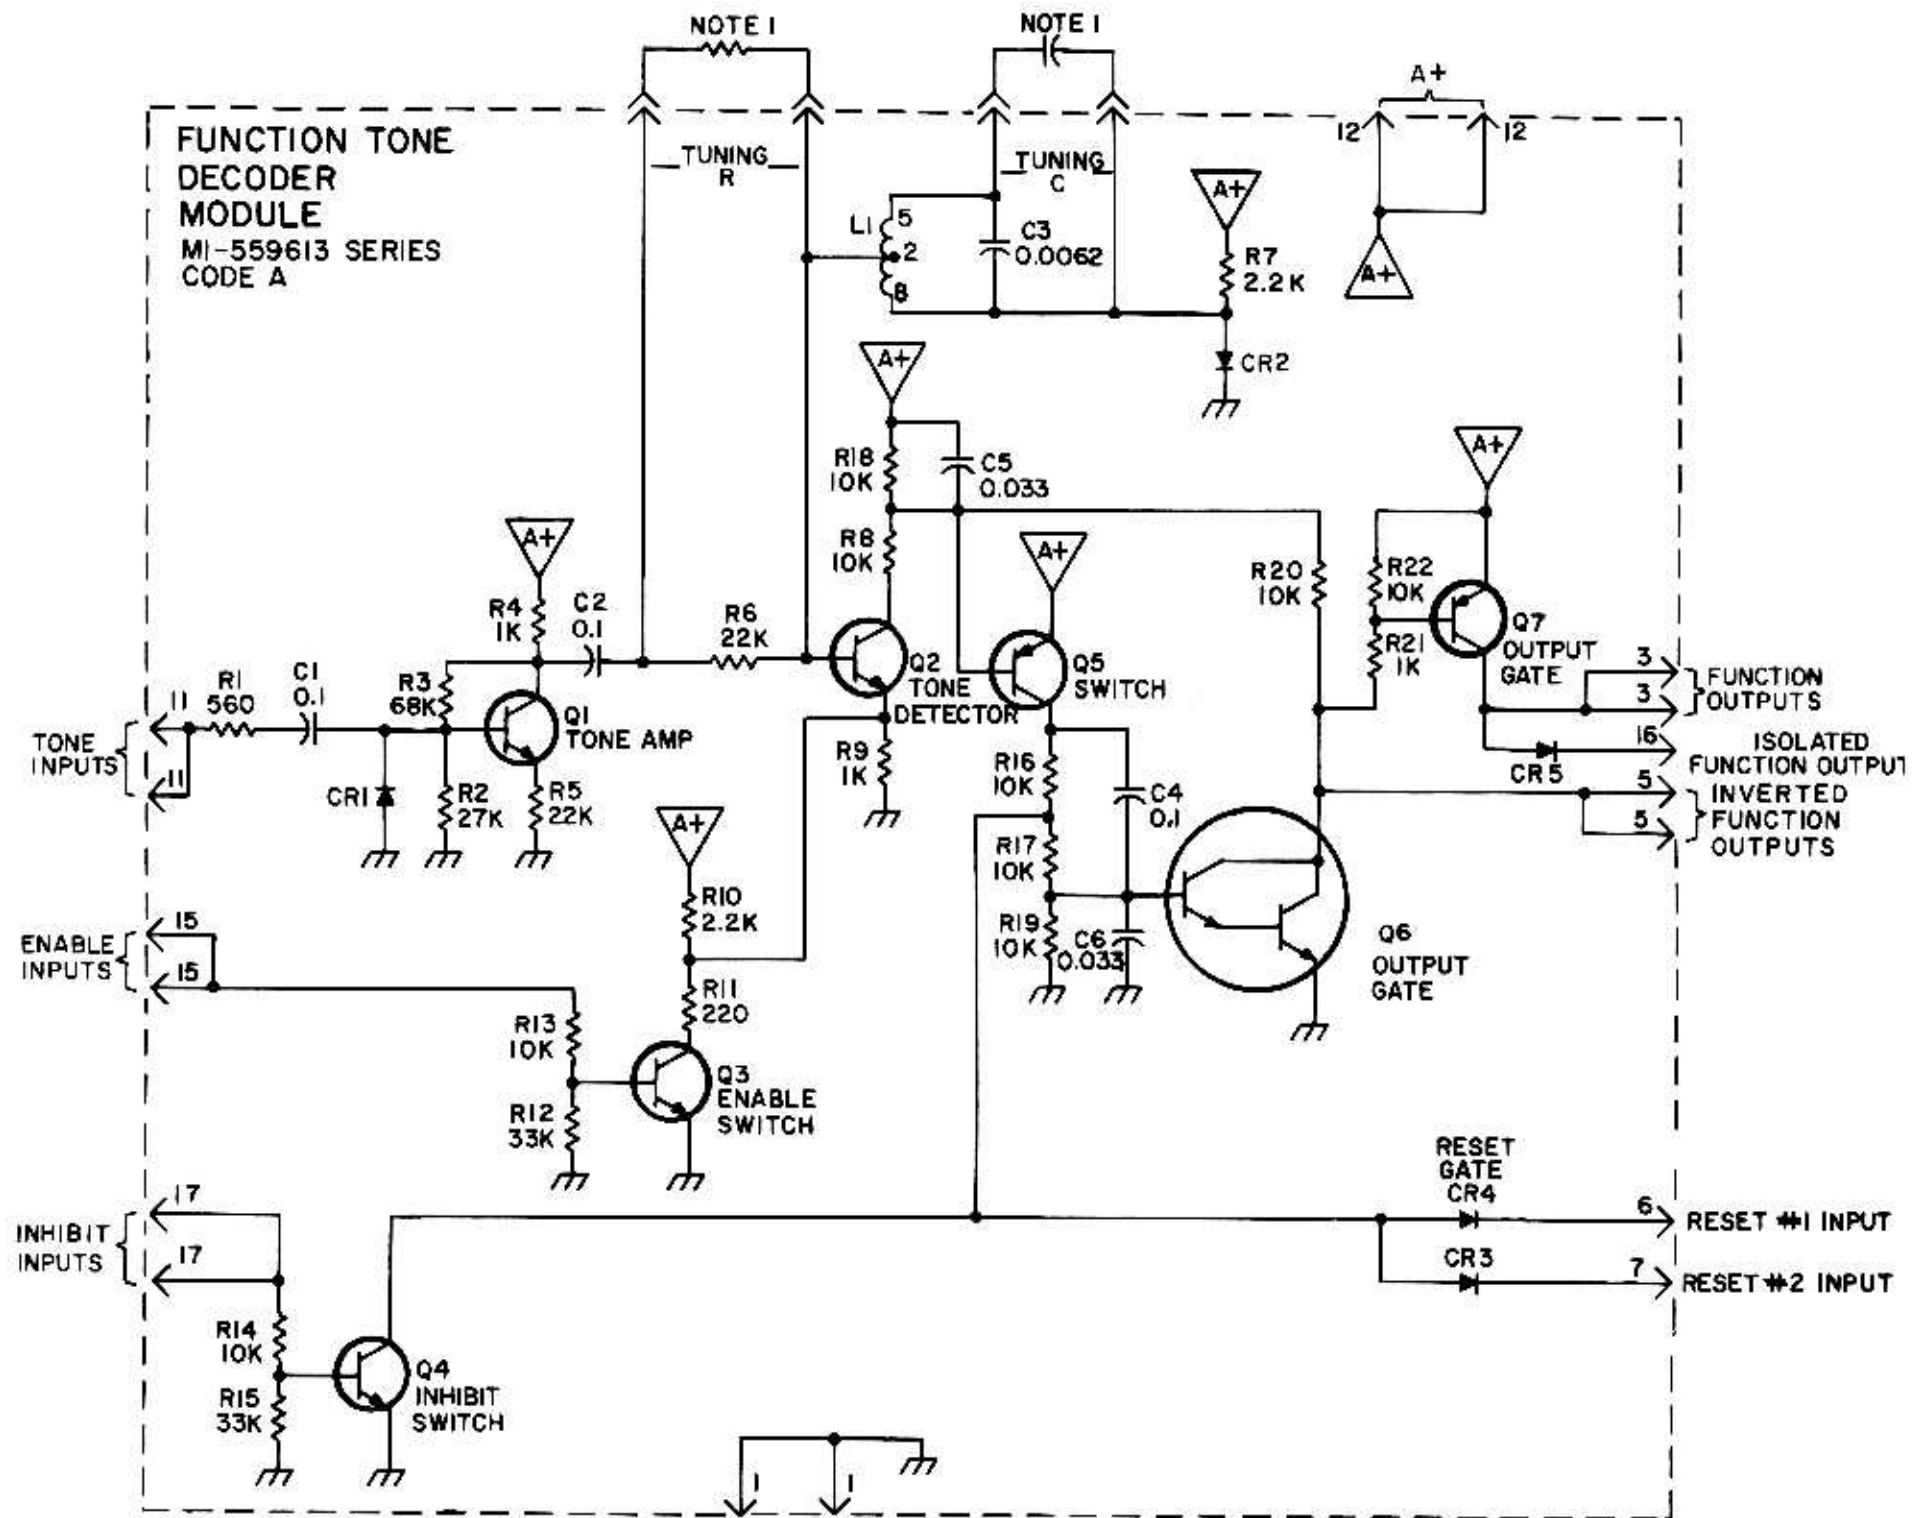 NOTE 1
NOTE 1
A+
12
12
FUNCTION TONE
DECODER
MODULE
MI-559613 SERIES
CODE A
TUNING
R
TUNING
C
A+
L1
5
2
8
C3
0.0062
R7
2.2K
A+
CR2
A+
R18
10K
C5
0.033
A+
R8
10K
A+
A+
R4
1K
C2
0.1
R6
22K
R20
10K
R22
10K
R21
1K
Q7
OUTPUT
GATE
3
3
FUNCTION
OUTPUTS
Q2
TONE
DETECTOR
Q5
SWITCH
11
R1
560
C1
0.1
R3
68K
Q1
TONE AMP
TONE
INPUTS
11
CR1
R2
27K
R5
22K
R9
1K
R16
10K
C4
0.1
CR5
16
ISOLATED
FUNCTION OUTPUT
5
5
INVERTED
FUNCTION
OUTPUTS
A+
R17
10K
R10
2.2K
R19
10K
C6
0.033
Q6
OUTPUT
GATE
15
ENABLE
INPUTS
15
R11
220
R13
10K
Q3
ENABLE
SWITCH
R12
33K
RESET
GATE
CR4
6
RESET #1 INPUT
CR3
7
RESET #2 INPUT
17
INHIBIT
INPUTS
17
R14
10K
R15
33K
Q4
INHIBIT
SWITCH
1
1